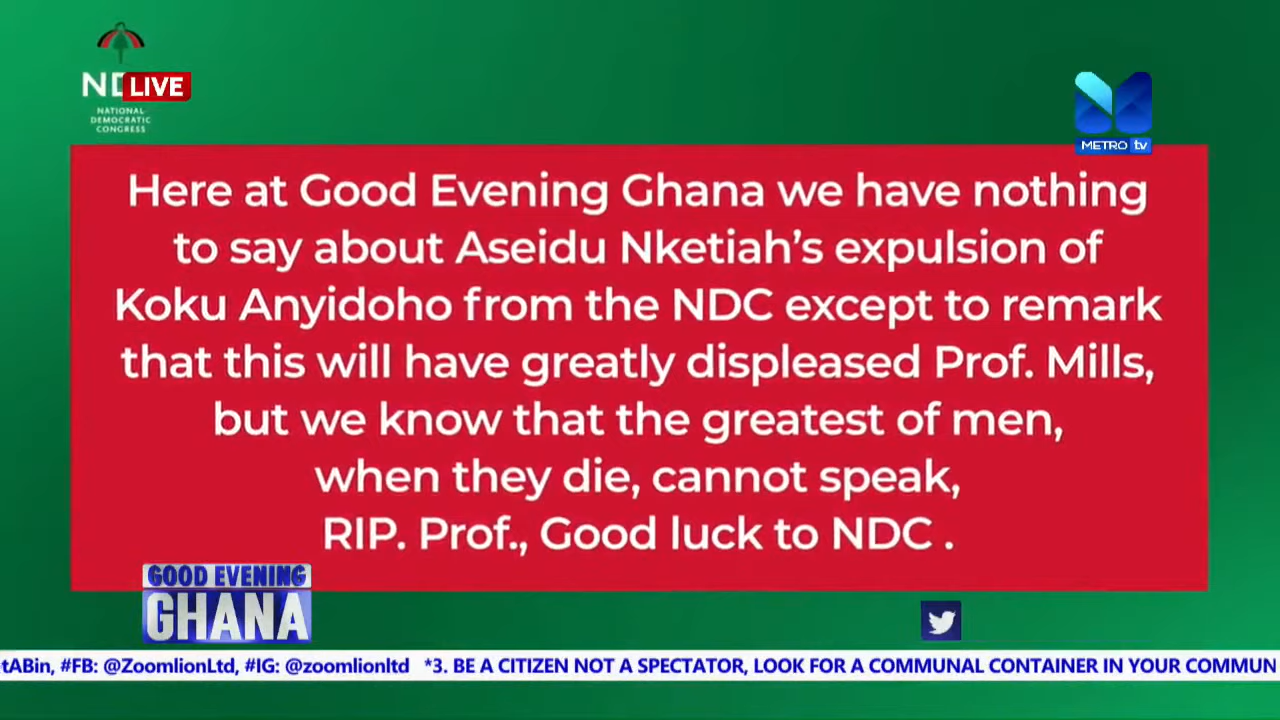 ND
LIVE
NATIONAL
DEMOCRATIC
CONGRESS
METRO tv
Here at Good Evening Ghana we have nothing
to say about Aseidu Nketiah’s expulsion of
Koku Anyidoho from the NDC except to remark
that this will have greatly displeased Prof. Mills,
but we know that the greatest of men,
when they die, cannot speak,
RIP. Prof., Good luck to NDC .
GOOD EVENING
GHANA
tABin, #FB: @ZoomlionLtd, #IG: @zoomlionltd *3. BE A CITIZEN NOT A SPECTATOR, LOOK FOR A COMMUNAL CONTAINER IN YOUR COMMUN